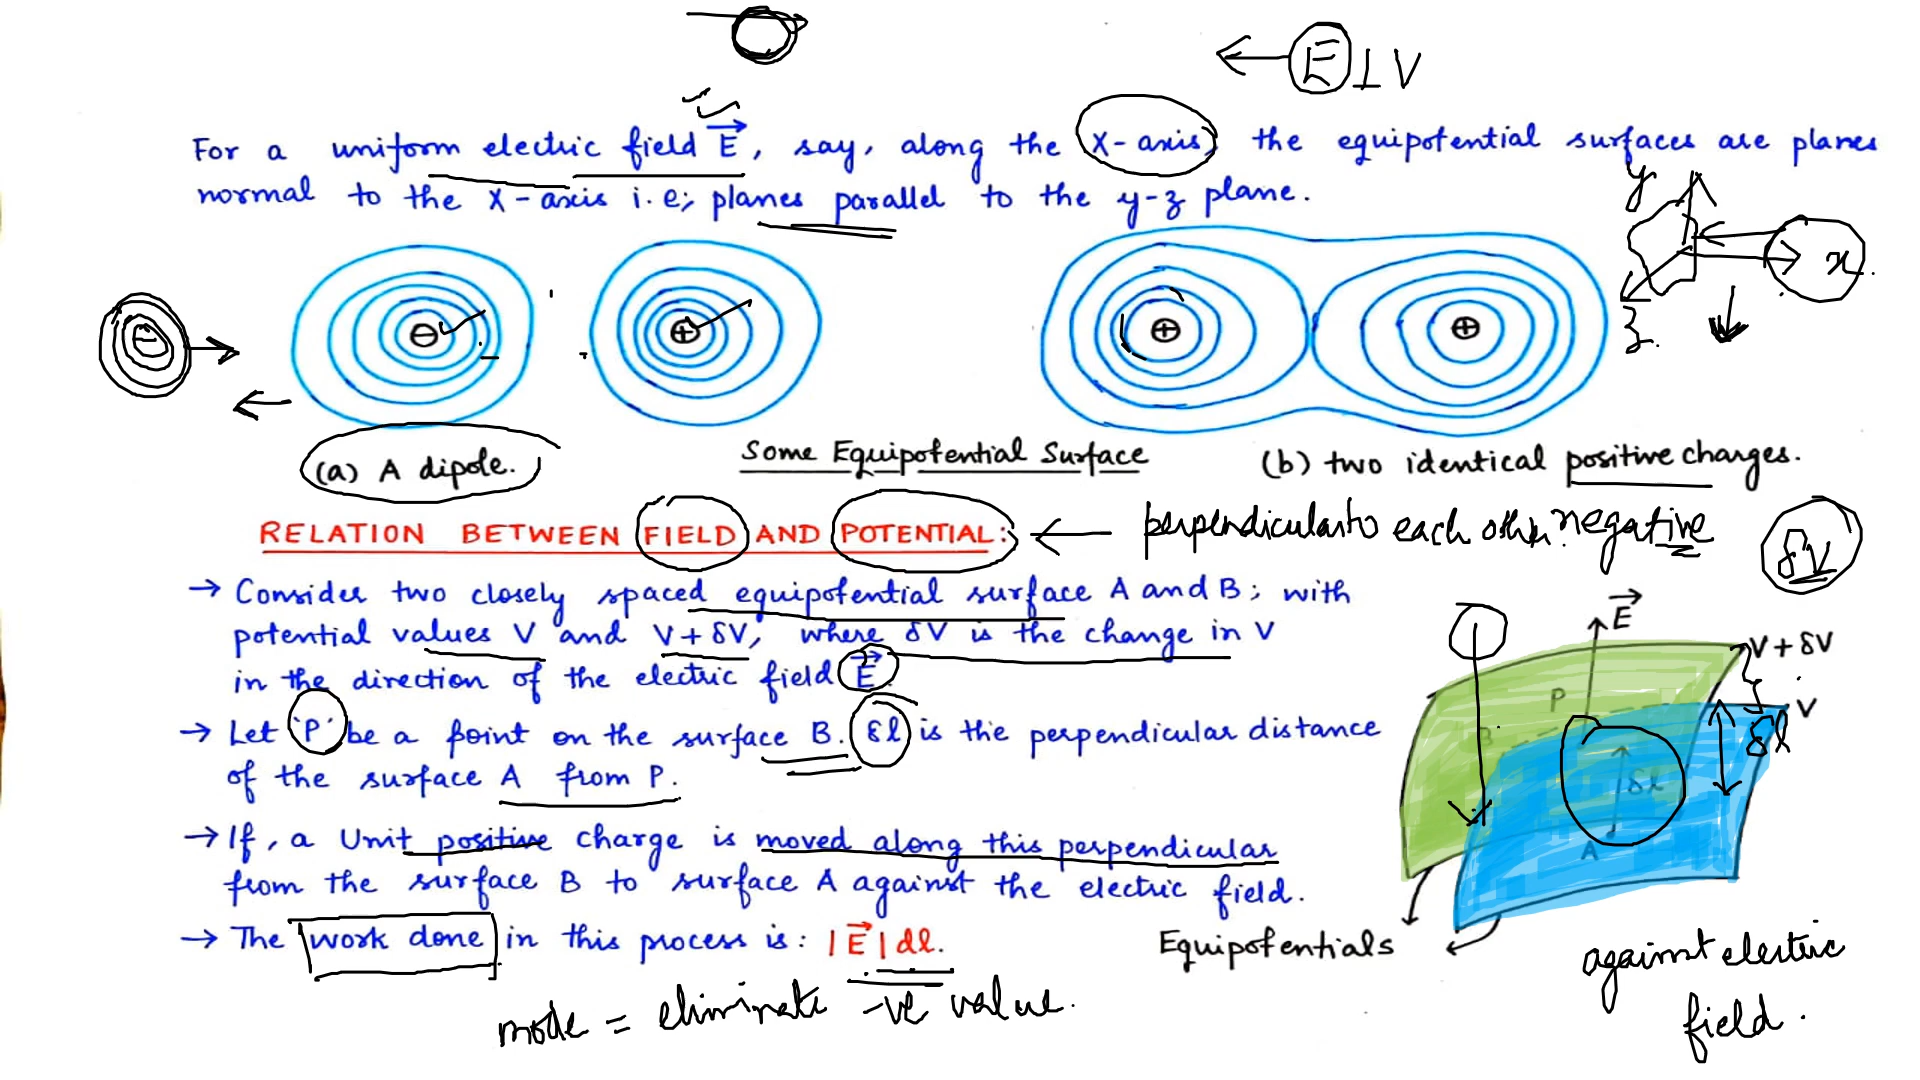 ← E ⊥ V
For a uniform electric field E⃗, say, along the x-axis, the equipotential surfaces are planes
normal to the x-axis i.e; planes parallel to the y-z plane.
y
x.
z.
⊖ ⊕ ⊕ ⊕
(a) A dipole.
Some Equipotential Surface
(b) two identical positive charges.
RELATION BETWEEN FIELD AND POTENTIAL:
← perpendicular to each other. negative
δV
→ Consider two closely spaced equipotential surface A and B; with
potential values V and V+δV, where δV is the change in V
in the direction of the electric field E⃗.
→ Let 'P' be a point on the surface B. δl is the perpendicular distance
of the surface A from P.
→ If, a Unit positive charge is moved along this perpendicular
from the surface B to surface A against the electric field.
→ The work done in this process is: |E⃗|dl.
mode = eliminate -ve value.
E⃗
V+δV
P
V
B
δl
δl
A
Equipotentials
against electric
field.